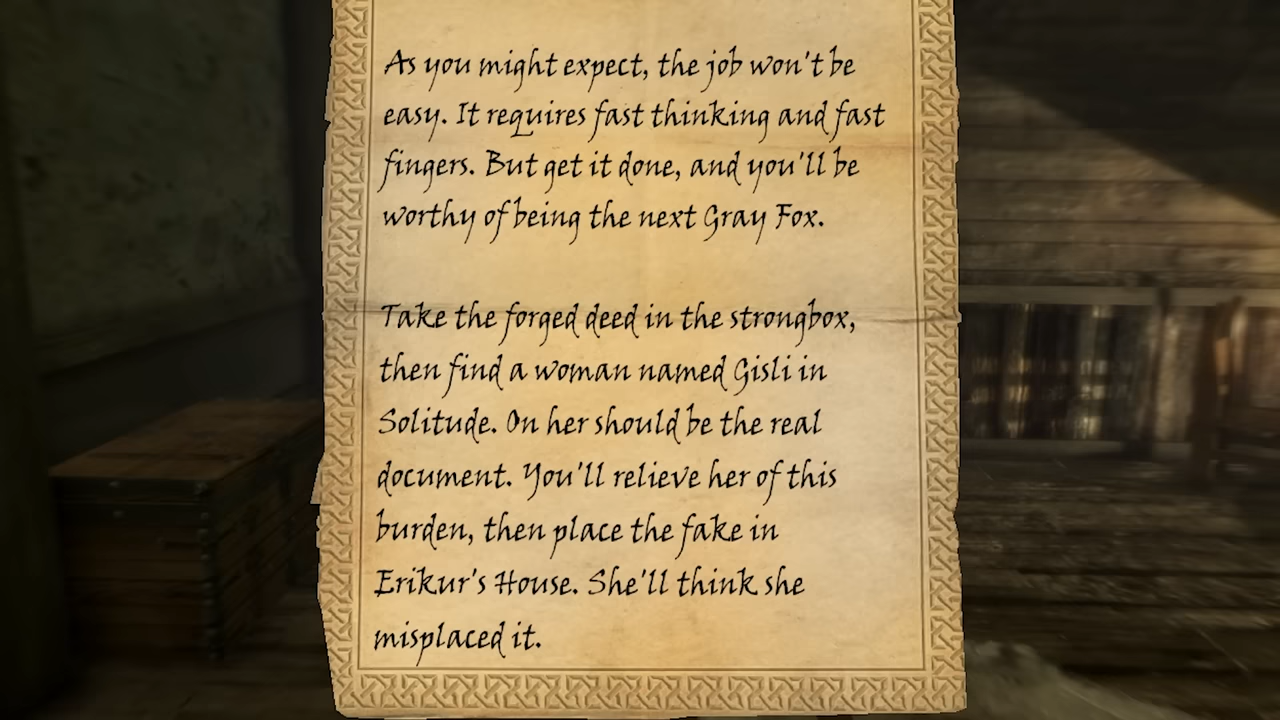 As you might expect, the job won't be
easy. It requires fast thinking and fast
fingers. But get it done, and you'll be
worthy of being the next Gray Fox.
Take the forged deed in the strongbox,
then find a woman named Gisli in
Solitude. On her should be the real
document. You'll relieve her of this
burden, then place the fake in
Erikur's House. She'll think she
misplaced it.